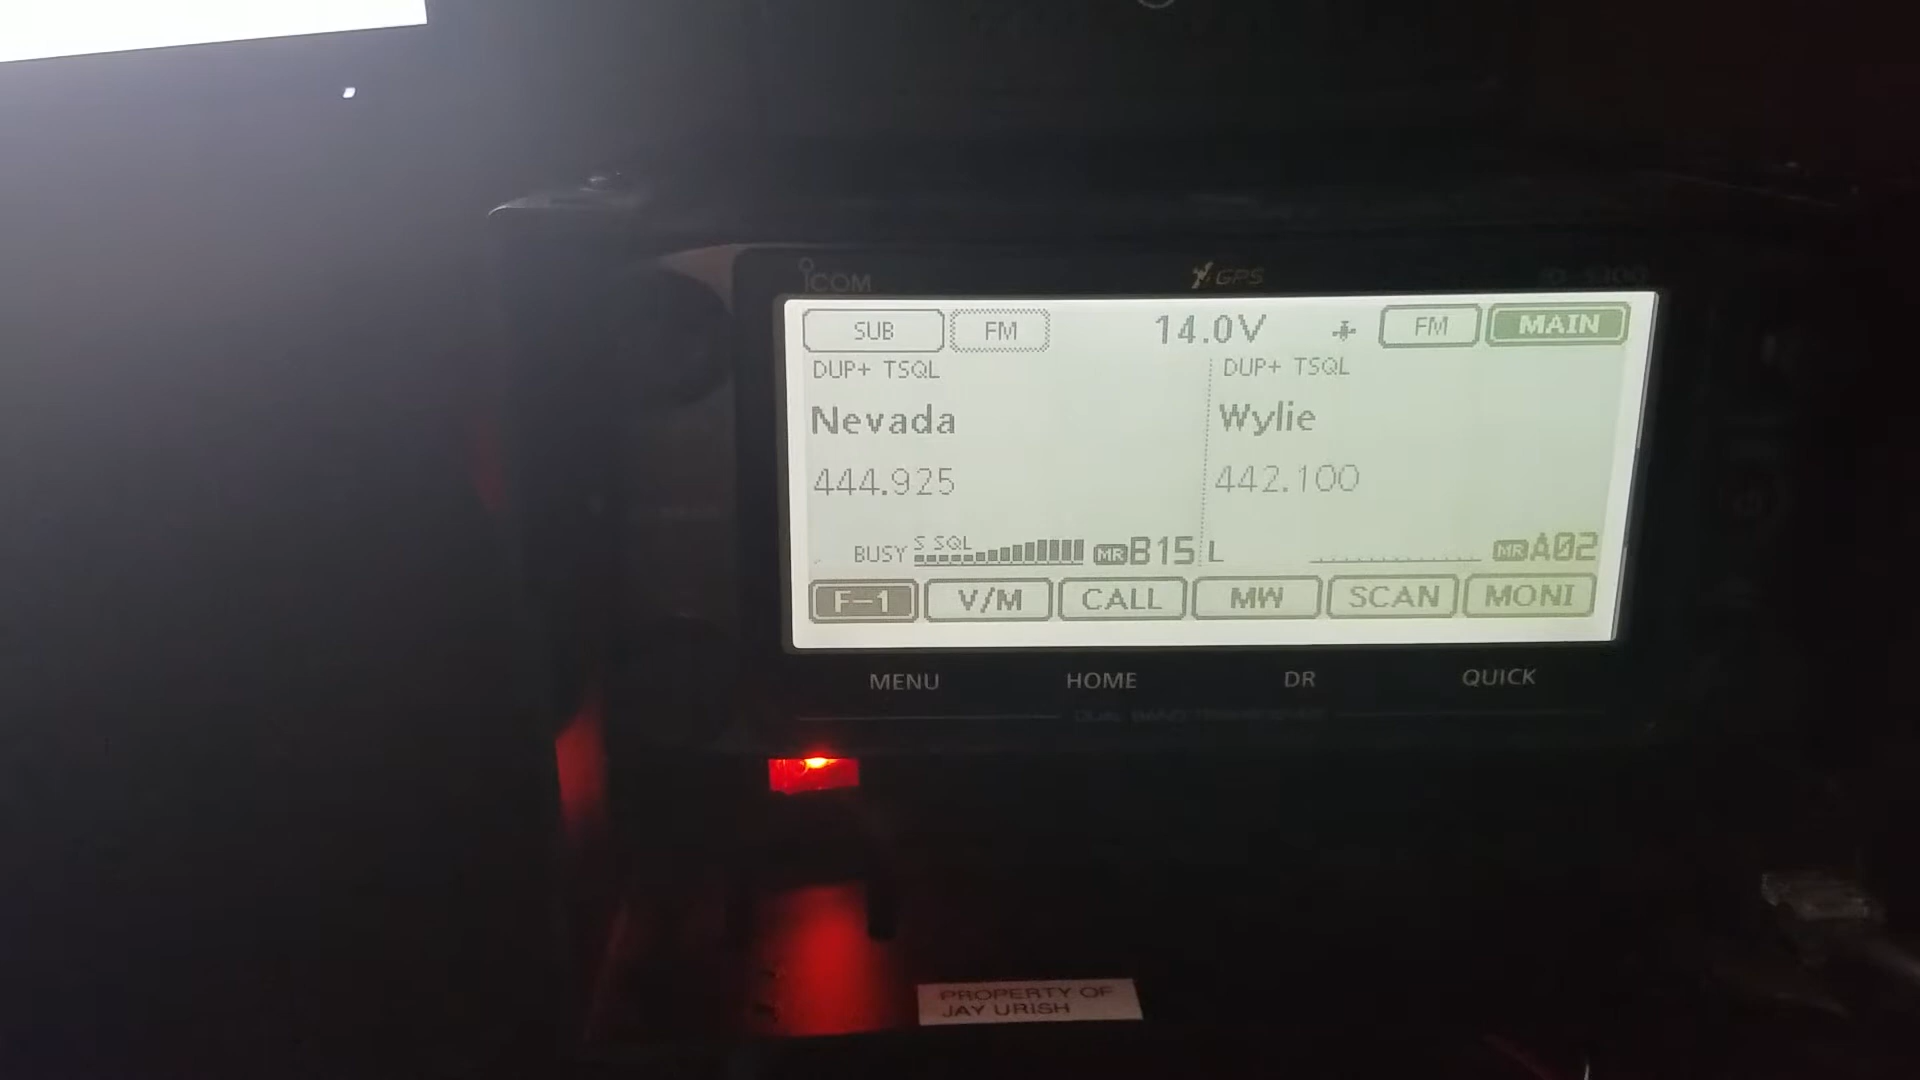 ICOM
GPS
SUB FM 14.0V FM MAIN
DUP+ TSQL DUP+ TSQL
Nevada Wylie
444.925 442.100
BUSY S SQL MR B15 L MR A02
F-1 V/M CALL MW SCAN MONI
MENU HOME DR QUICK
PROPERTY OF
JAY URISH